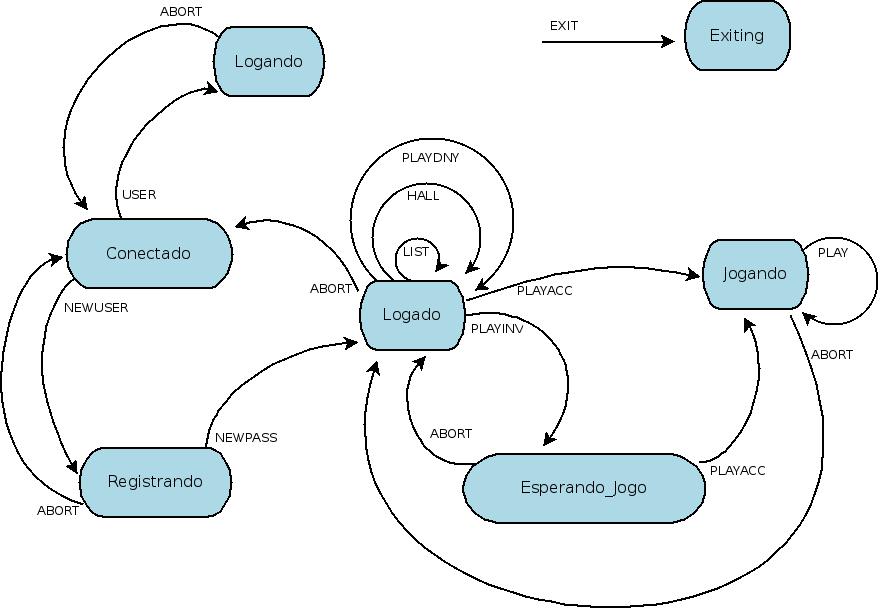 ABORT
EXIT
Exiting
Logando
PLAYDNY
HALL
USER
LIST
Conectado
PLAY
Jogando
ABORT
PLAYACC
NEWUSER
Logado
PLAYINV
ABORT
ABORT
NEWPASS
PLAYACC
Registrando
Esperando_Jogo
ABORT